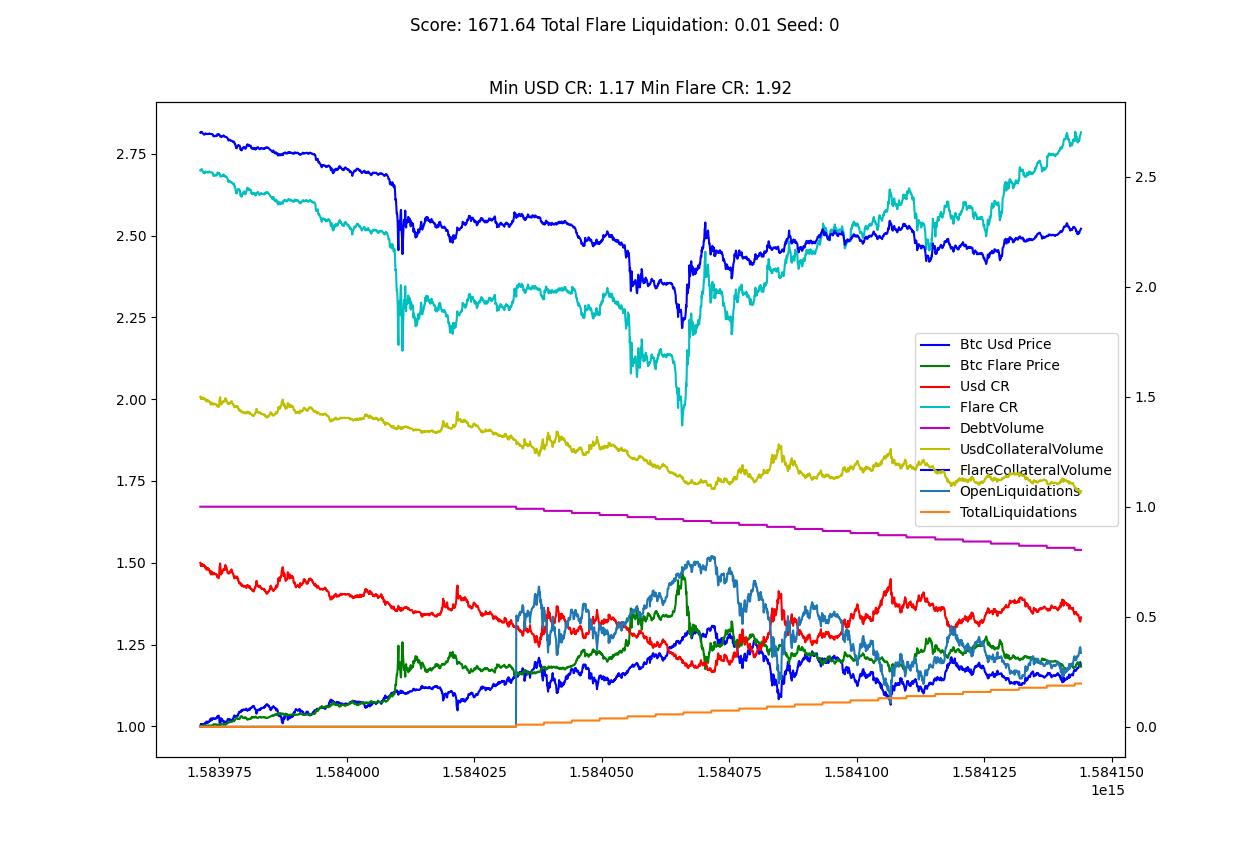 Score: 1671.64 Total Flare Liquidation: 0.01 Seed: 0
Min USD CR: 1.17 Min Flare CR: 1.92
2.75
2.50
2.25
2.00
1.75
1.50
1.25
1.00
2.5
2.0
1.5
1.0
0.5
0.0
Btc Usd Price
Btc Flare Price
Usd CR
Flare CR
DebtVolume
UsdCollateralVolume
FlareCollateralVolume
OpenLiquidations
TotalLiquidations
1.583975 1.584000 1.584025 1.584050 1.584075 1.584100 1.584125 1.584150
1e15